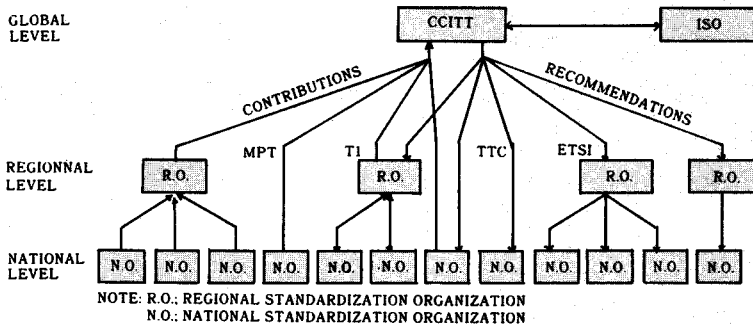 GLOBAL LEVEL
CCITT
ISO
CONTRIBUTIONS
RECOMMENDATIONS
MPT
T1
TTC
ETSI
REGIONNAL LEVEL
R.O.
R.O.
R.O.
R.O.
NATIONAL LEVEL
N.O.
N.O.
N.O.
N.O.
N.O.
N.O.
N.O.
N.O.
N.O.
N.O.
N.O.
N.O.
NOTE: R.O.; REGIONAL STANDARDIZATION ORGANIZATION
N.O.; NATIONAL STANDARDIZATION ORGANIZATION